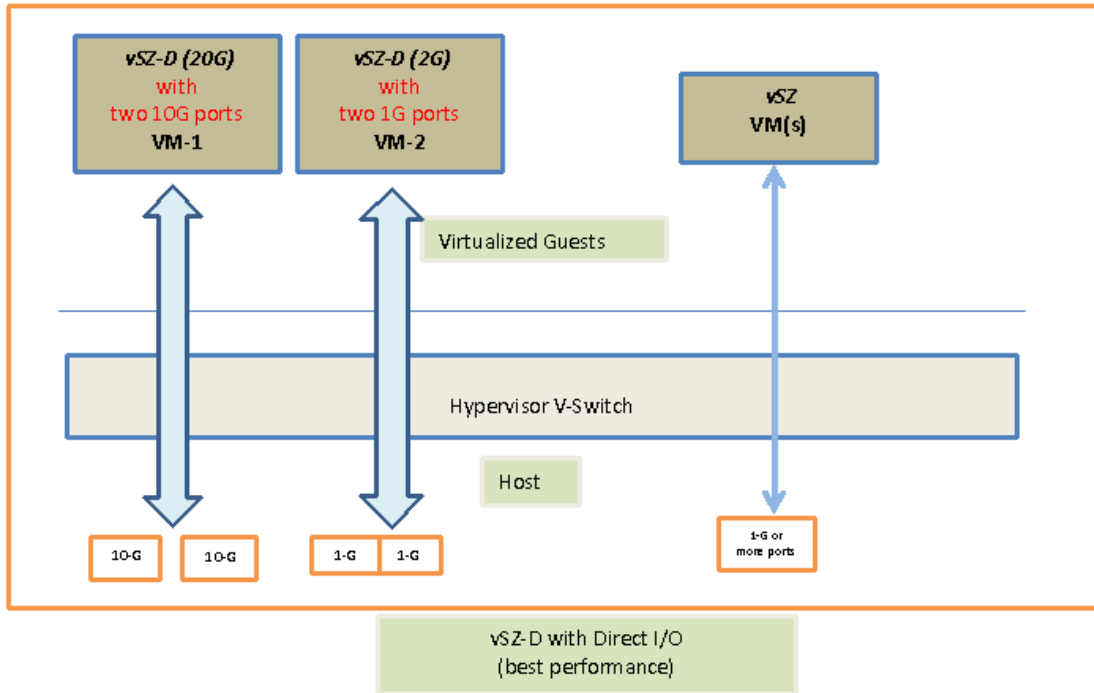 vSZ-D (20G)
with
two 10G ports
VM-1
vSZ-D (2G)
with
two 1G ports
VM-2
vSZ
VM(s)
Virtualized Guests
Hypervisor V-Switch
Host
10-G
10-G
1-G
1-G
1-G or
more ports
vSZ-D with Direct I/O
(best performance)